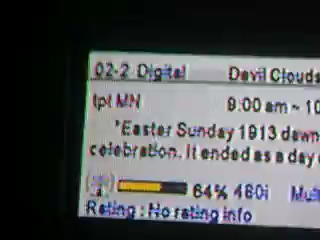 02-2 Digital Devil Clouds
tpt MN 9:00 am ~ 10
"Easter Sunday 1913 dawn
celebration. It ended as a day
64% 480i Mult
Rating : No rating info